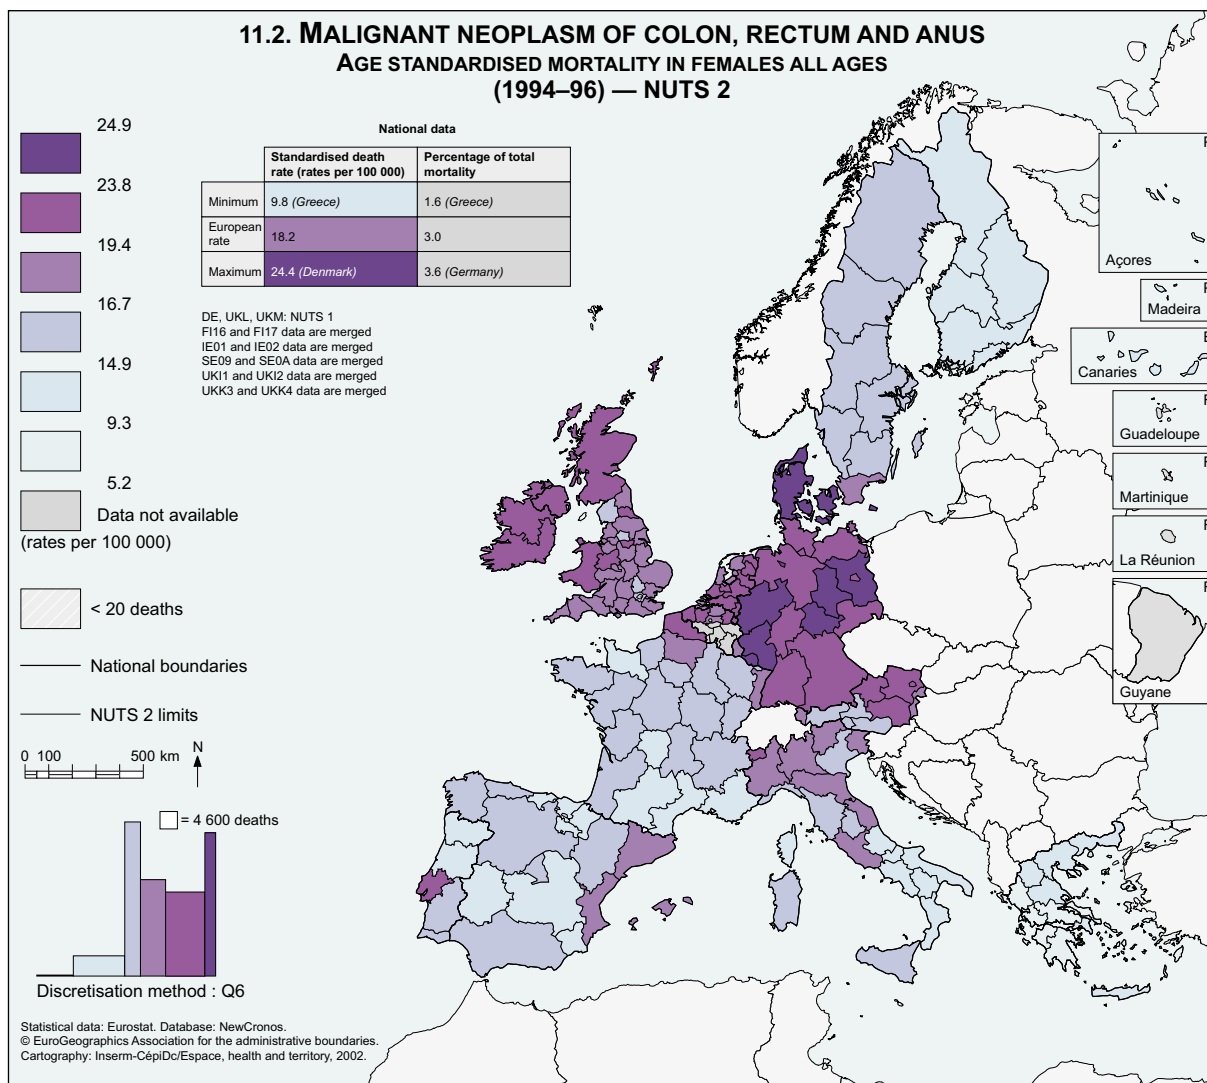 11.2. MALIGNANT NEOPLASM OF COLON, RECTUM AND ANUS
AGE STANDARDISED MORTALITY IN FEMALES ALL AGES
(1994–96) — NUTS 2
24.9
23.8
19.4
16.7
14.9
9.3
5.2
Data not available
(rates per 100 000)
< 20 deaths
National boundaries
NUTS 2 limits
0 100 500 km
N
= 4 600 deaths
Discretisation method : Q6
National data
Standardised death rate (rates per 100 000)
Percentage of total mortality
Minimum 9.8 (Greece) 1.6 (Greece)
European rate 18.2 3.0
Maximum 24.4 (Denmark) 3.6 (Germany)
DE, UKL, UKM: NUTS 1
FI16 and FI17 data are merged
IE01 and IE02 data are merged
SE09 and SE0A data are merged
UKI1 and UKI2 data are merged
UKK3 and UKK4 data are merged
Açores
Madeira
Canaries
Guadeloupe
Martinique
La Réunion
Guyane
Statistical data: Eurostat. Database: NewCronos.
© EuroGeographics Association for the administrative boundaries.
Cartography: Inserm-CépiDc/Espace, health and territory, 2002.